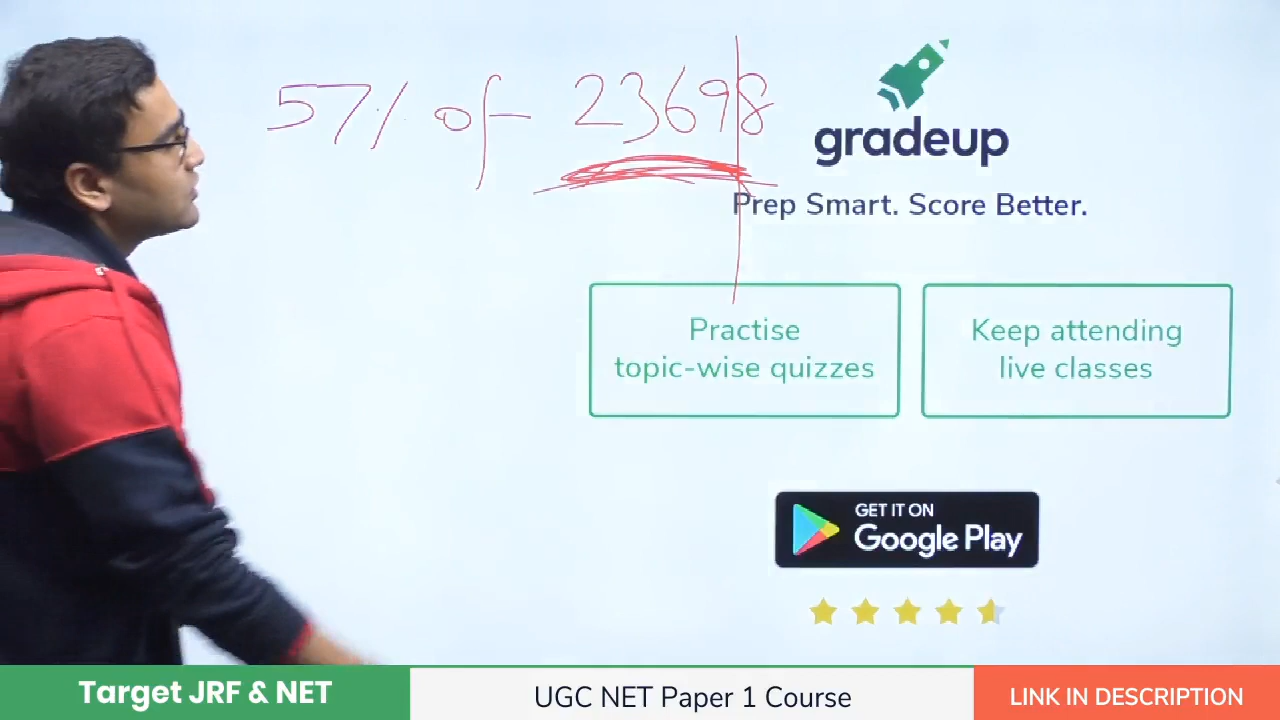 57% of 23698
gradeup
Prep Smart. Score Better.
Practise
topic-wise quizzes
Keep attending
live classes
GET IT ON
Google Play
Target JRF & NET
UGC NET Paper 1 Course
LINK IN DESCRIPTION